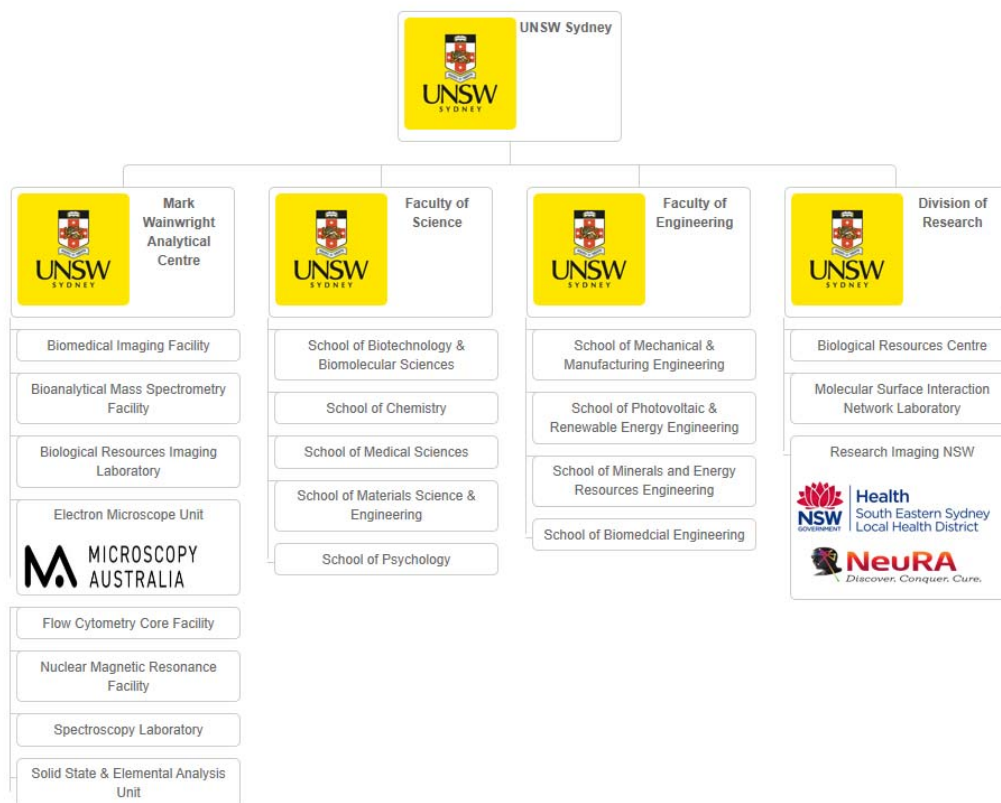 UNSW Sydney
UNSW
SYDNEY
Mark
Wainwright
Analytical
Centre
UNSW
SYDNEY
Biomedical Imaging Facility
Bioanalytical Mass Spectrometry
Facility
Biological Resources Imaging
Laboratory
Electron Microscope Unit
MICROSCOPY
AUSTRALIA
Flow Cytometry Core Facility
Nuclear Magnetic Resonance
Facility
Spectroscopy Laboratory
Solid State & Elemental Analysis
Unit
Faculty of
Science
UNSW
SYDNEY
School of Biotechnology &
Biomolecular Sciences
School of Chemistry
School of Medical Sciences
School of Materials Science &
Engineering
School of Psychology
Faculty of
Engineering
UNSW
SYDNEY
School of Mechanical &
Manufacturing Engineering
School of Photovoltaic &
Renewable Energy Engineering
School of Minerals and Energy
Resources Engineering
School of Biomedcial Engineering
Division of
Research
UNSW
SYDNEY
Biological Resources Centre
Molecular Surface Interaction
Network Laboratory
Research Imaging NSW
NSW
GOVERNMENT
Health
South Eastern Sydney
Local Health District
NeuRA
Discover. Conquer. Cure.